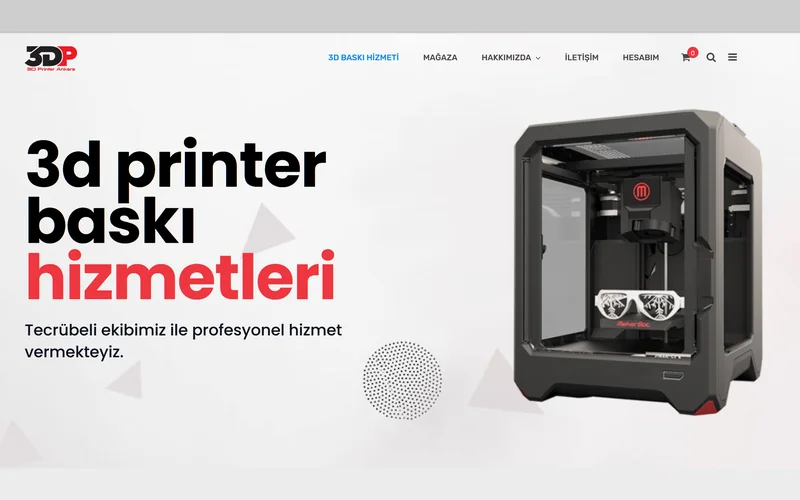 3DP
3D Printer Ankara
3D BASKI HİZMETİ
MAĞAZA
HAKKIMIZDA
İLETİŞİM
HESABIM
0
3d printer
baskı
hizmetleri
Tecrübeli ekibimiz ile profesyonel hizmet
vermekteyiz.
M
MakerBot